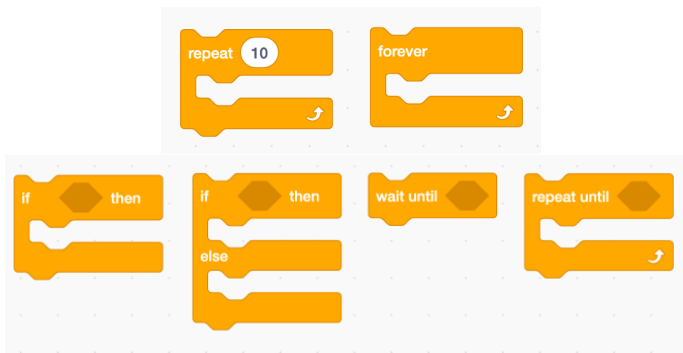 repeat 10
forever
if then
if then
else
wait until
repeat until